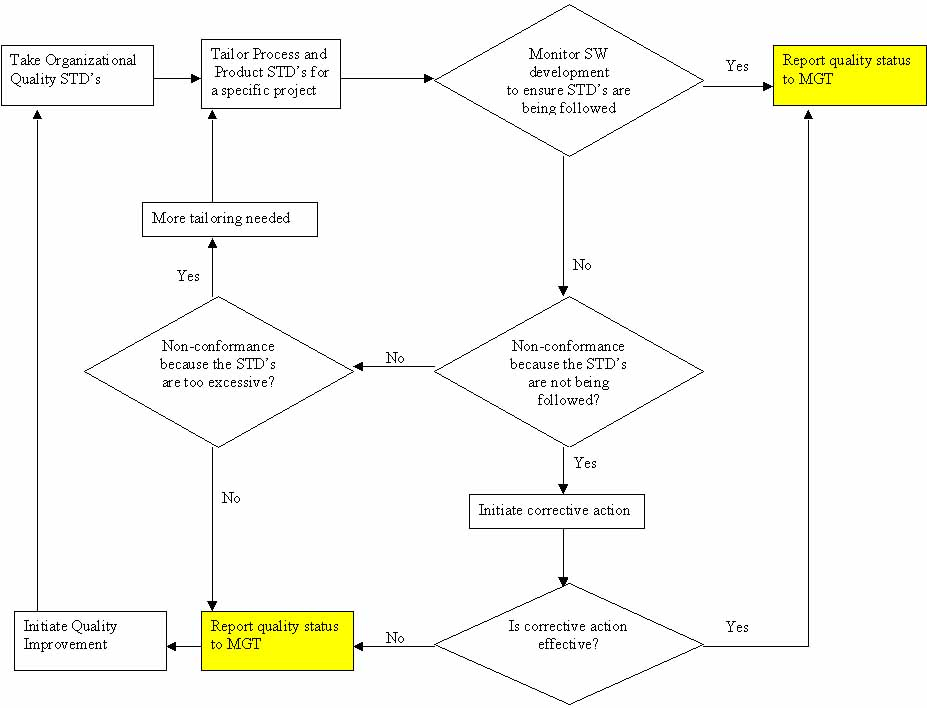 Take Organizational
Quality STD's
Tailor Process and
Product STD's for
a specific project
Monitor SW
development
to ensure STD's are
being followed
Yes
Report quality status
to MGT
More tailoring needed
Yes
No
Non-conformance
because the STD's
are too excessive?
No
Non-conformance
because the STD's
are not being
followed?
Yes
No
Initiate corrective action
Initiate Quality
Improvement
Report quality status
to MGT
No
Is corrective action
effective?
Yes